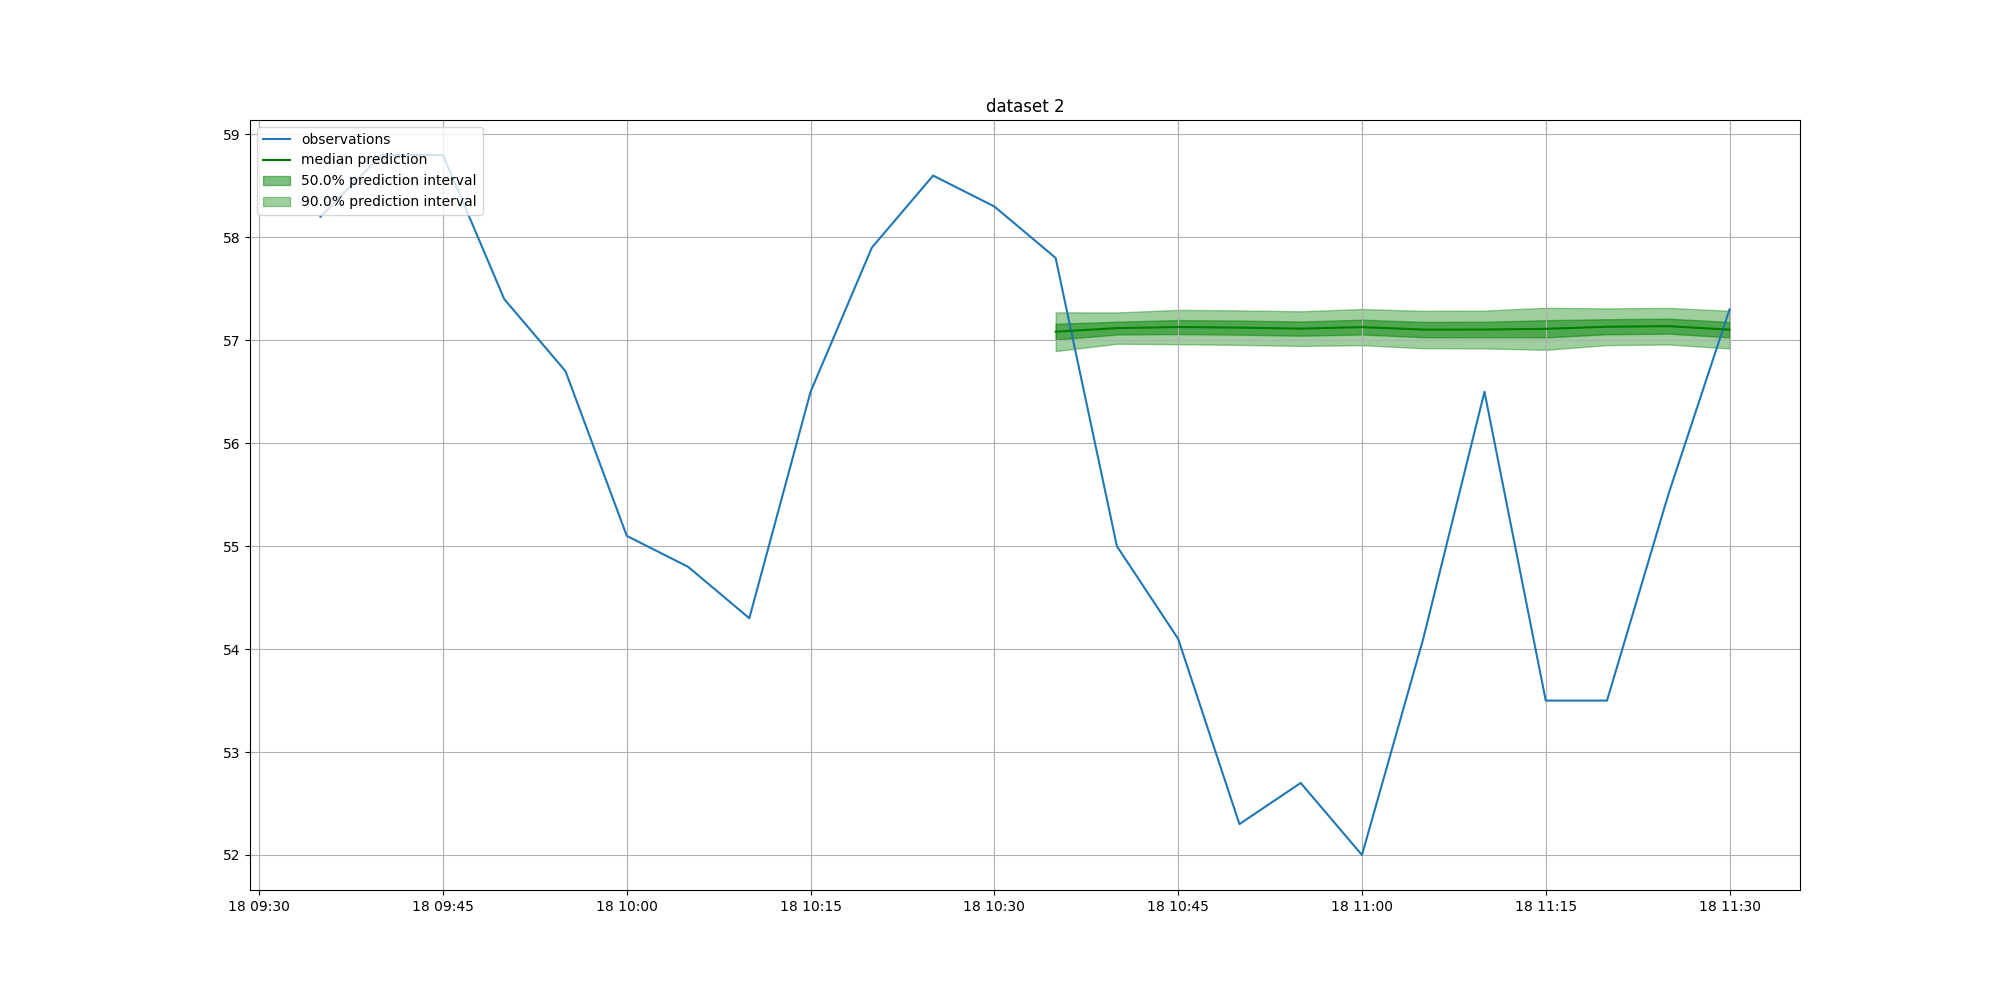 dataset 2
observations
median prediction
50.0% prediction interval
90.0% prediction interval
59
58
57
56
55
54
53
52
18 09:30 18 09:45 18 10:00 18 10:15 18 10:30 18 10:45 18 11:00 18 11:15 18 11:30